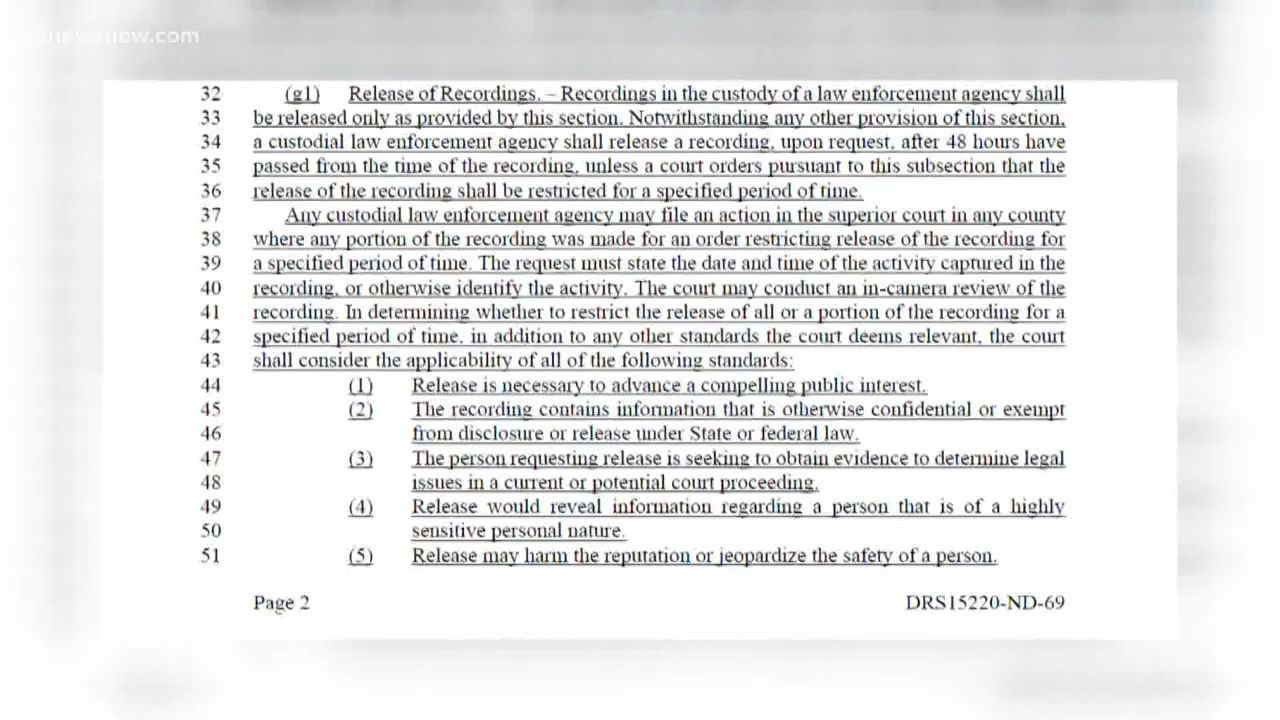 newsnow.com
32 (g1) Release of Recordings. – Recordings in the custody of a law enforcement agency shall
33 be released only as provided by this section. Notwithstanding any other provision of this section,
34 a custodial law enforcement agency shall release a recording, upon request, after 48 hours have
35 passed from the time of the recording, unless a court orders pursuant to this subsection that the
36 release of the recording shall be restricted for a specified period of time.
37 Any custodial law enforcement agency may file an action in the superior court in any county
38 where any portion of the recording was made for an order restricting release of the recording for
39 a specified period of time. The request must state the date and time of the activity captured in the
40 recording, or otherwise identify the activity. The court may conduct an in-camera review of the
41 recording. In determining whether to restrict the release of all or a portion of the recording for a
42 specified period of time, in addition to any other standards the court deems relevant, the court
43 shall consider the applicability of all of the following standards:
44 (1) Release is necessary to advance a compelling public interest.
45 (2) The recording contains information that is otherwise confidential or exempt
46 from disclosure or release under State or federal law.
47 (3) The person requesting release is seeking to obtain evidence to determine legal
48 issues in a current or potential court proceeding.
49 (4) Release would reveal information regarding a person that is of a highly
50 sensitive personal nature.
51 (5) Release may harm the reputation or jeopardize the safety of a person.
Page 2 DRS15220-ND-69